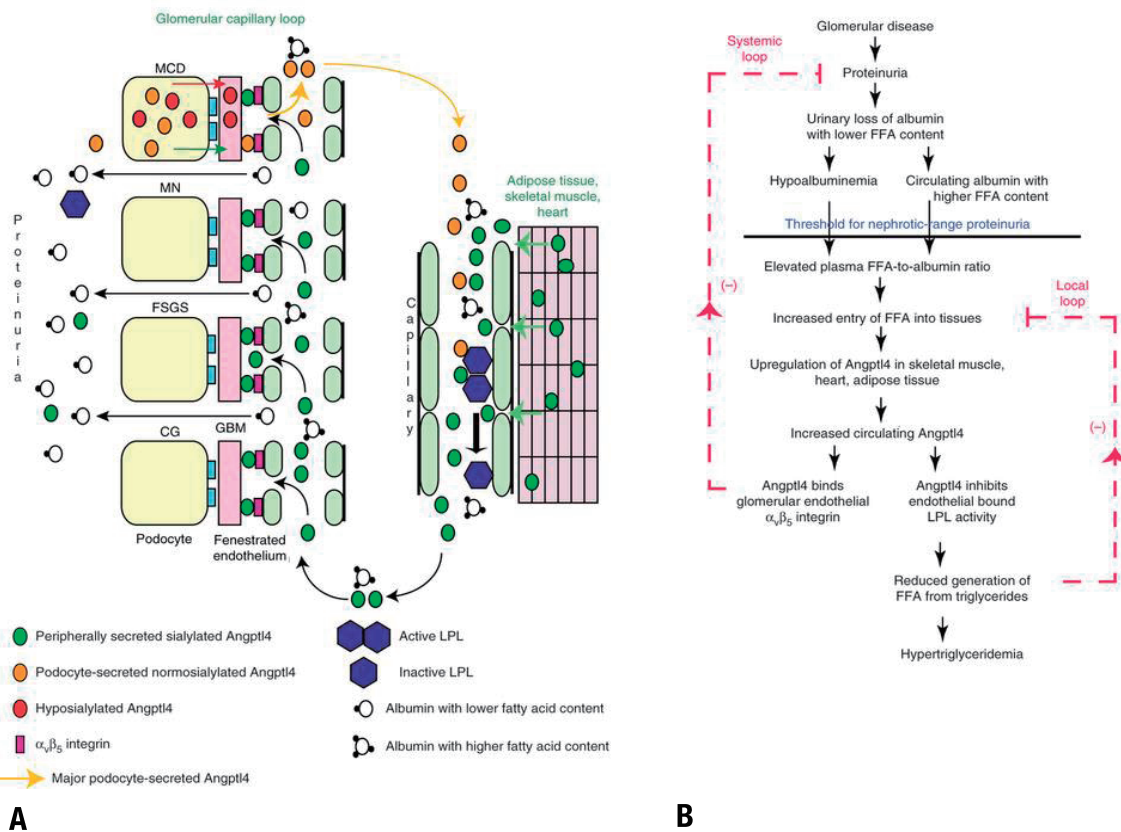 Glomerular capillary loop
MCD
MN
FSGS
CG
GBM
Podocyte
Fenestrated
endothelium
Proteinuria
Capillary
Adipose tissue,
skeletal muscle,
heart
Peripherally secreted sialylated Angptl4
Podocyte-secreted normosialylated Angptl4
Hyposialylated Angptl4
αvβ5 integrin
Major podocyte-secreted Angptl4
Active LPL
Inactive LPL
Albumin with lower fatty acid content
Albumin with higher fatty acid content
A
Glomerular disease
Systemic
loop
Proteinuria
Urinary loss of albumin
with lower FFA content
Hypoalbuminemia
Circulating albumin with
higher FFA content
Threshold for nephrotic-range proteinuria
Elevated plasma FFA-to-albumin ratio
(–)
Local
loop
Increased entry of FFA into tissues
Upregulation of Angptl4 in skeletal muscle,
heart, adipose tissue
Increased circulating Angptl4
(–)
Angptl4 binds
glomerular endothelial
αvβ5 integrin
Angptl4 inhibits
endothelial bound
LPL activity
Reduced generation of
FFA from triglycerides
Hypertriglyceridemia
B